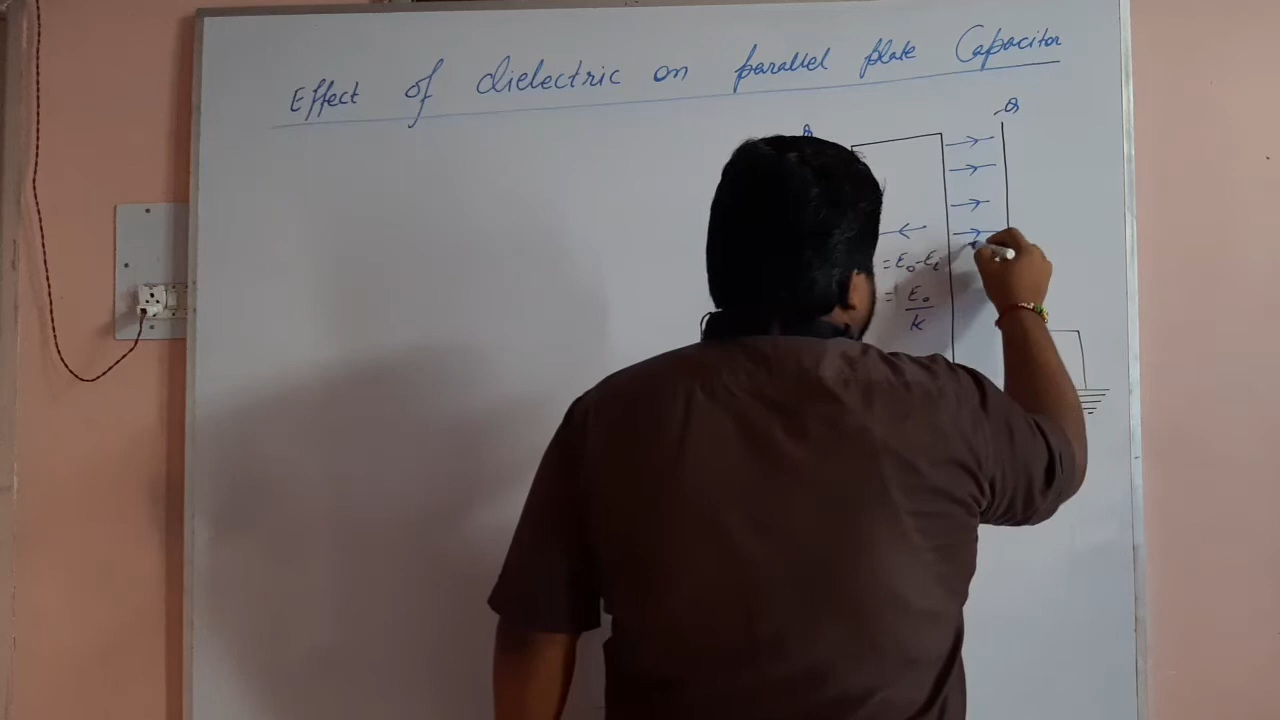 Effect of dielectric on parallel plate Capacitor
-Q
= E₀-Eᵢ
= E₀/K